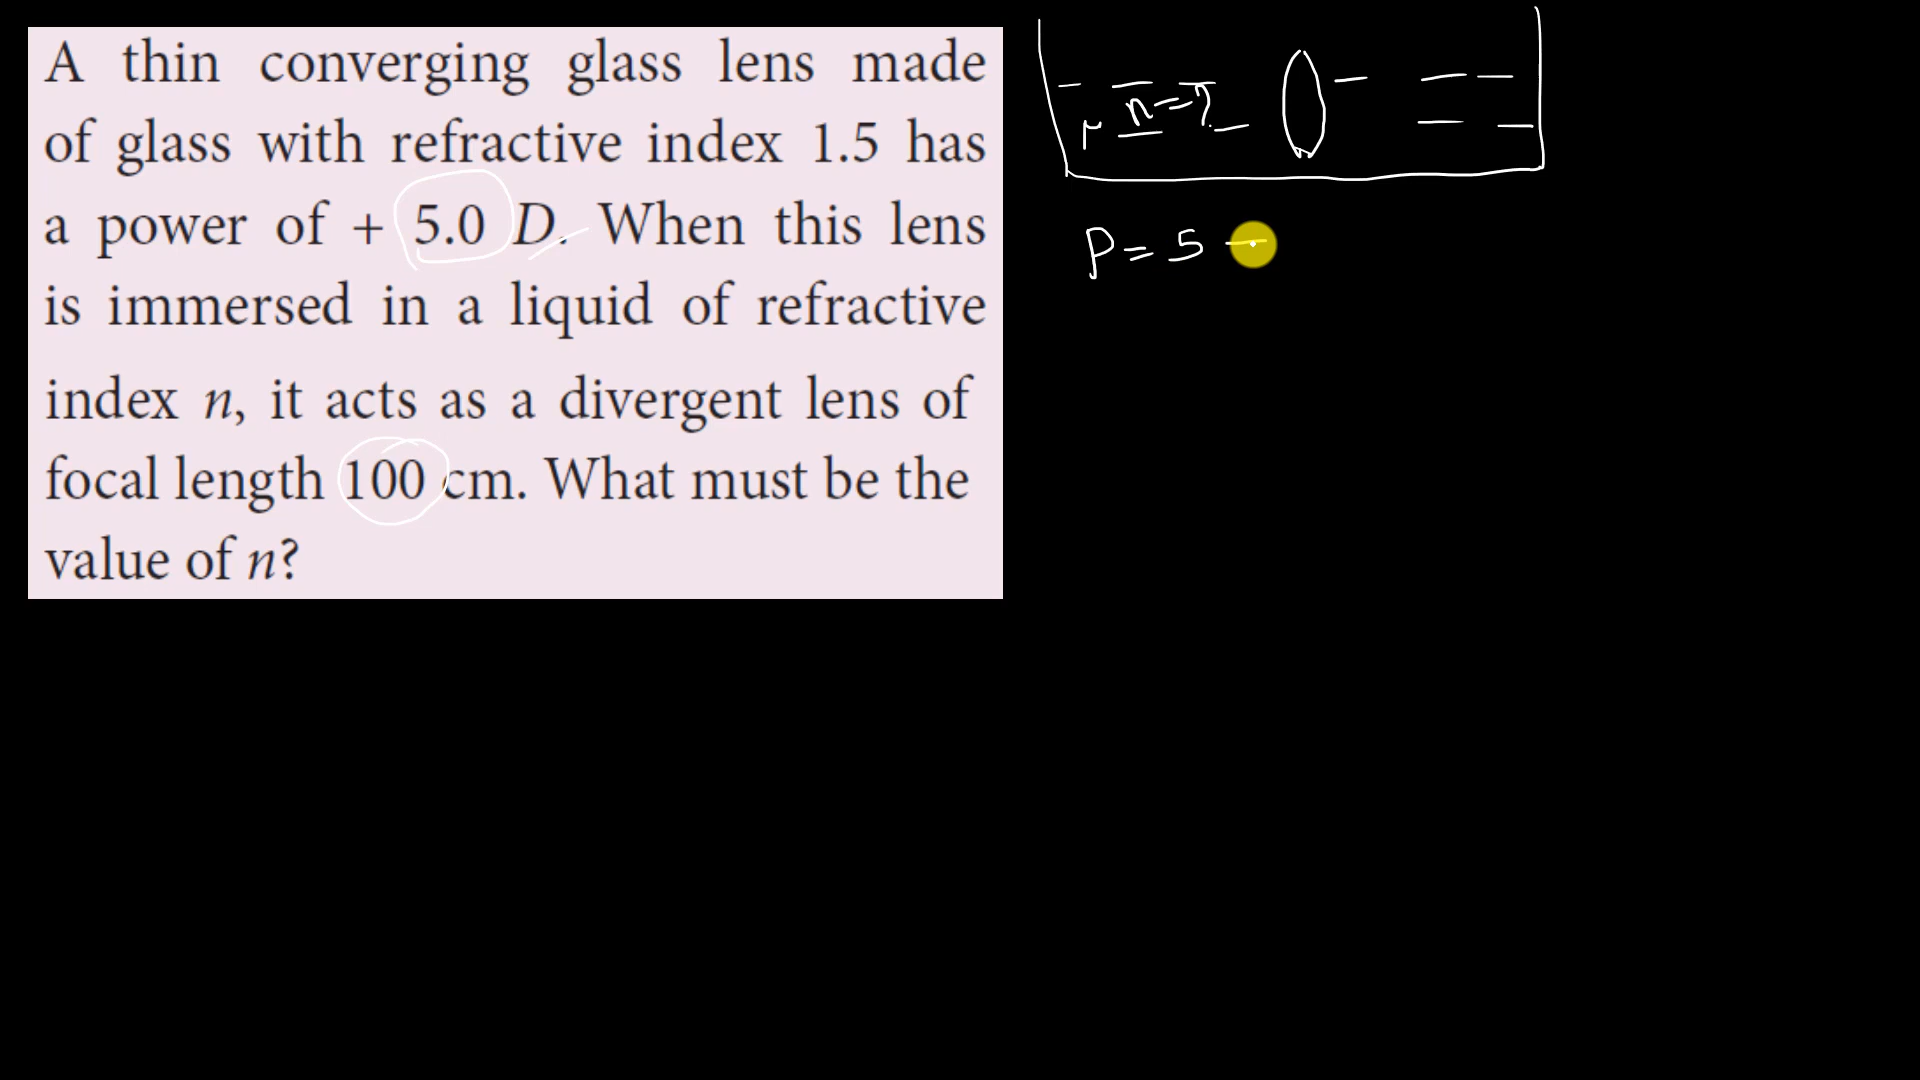 A thin converging glass lens made
of glass with refractive index 1.5 has
a power of + 5.0 D. When this lens
is immersed in a liquid of refractive
index n, it acts as a divergent lens of
focal length 100 cm. What must be the
value of n?
n=?
P= 5